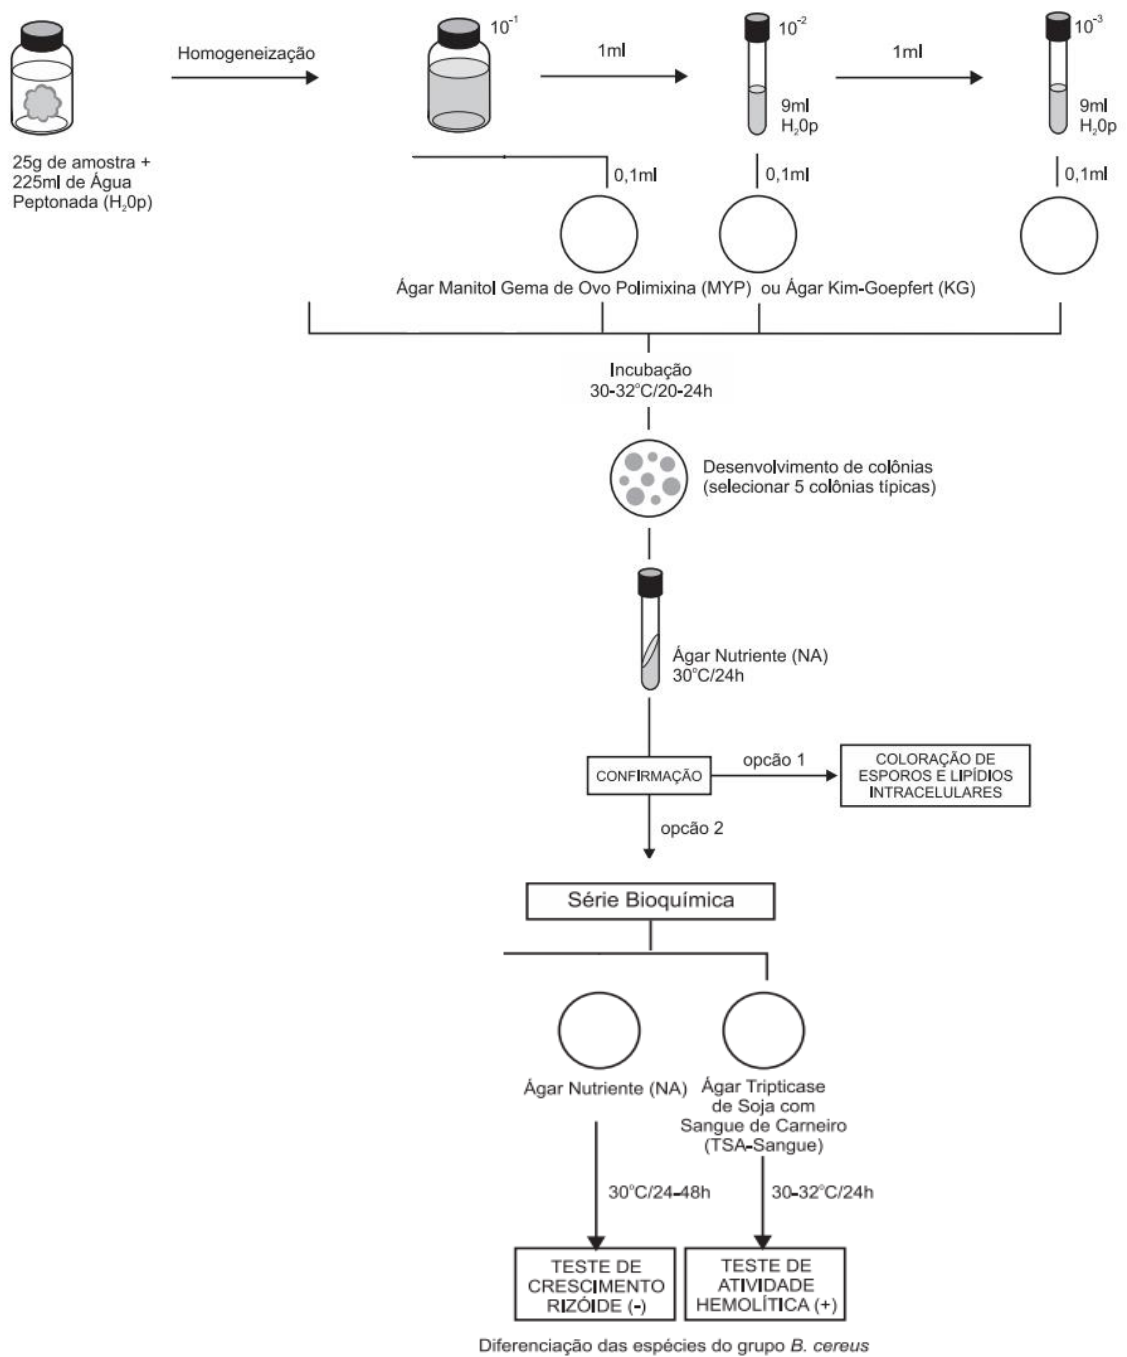 Homogeneização
10⁻¹
1ml
10⁻²
1ml
10⁻³
9ml
H₂0p
9ml
H₂0p
25g de amostra +
225ml de Água
Peptonada (H₂0p)
0,1ml
0,1ml
0,1ml
Ágar Manitol Gema de Ovo Polimixina (MYP) ou Ágar Kim-Goepfert (KG)
Incubação
30-32°C/20-24h
Desenvolvimento de colônias
(selecionar 5 colônias típicas)
Ágar Nutriente (NA)
30°C/24h
CONFIRMAÇÃO
opcão 1
COLORAÇÃO DE
ESPOROS E LIPÍDIOS
INTRACELULARES
opcão 2
Série Bioquímica
Ágar Nutriente (NA)
Ágar Tripticase
de Soja com
Sangue de Carneiro
(TSA-Sangue)
30°C/24-48h
30-32°C/24h
TESTE DE
CRESCIMENTO
RIZÓIDE (-)
TESTE DE
ATIVIDADE
HEMOLÍTICA (+)
Diferenciação das espécies do grupo B. cereus